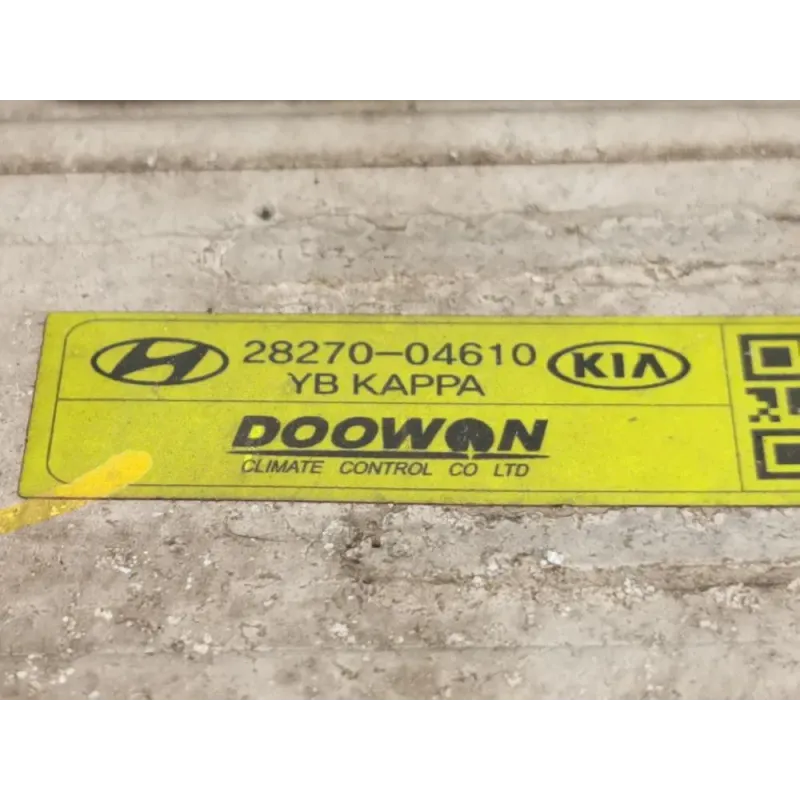 28270-04610 KIA
YB KAPPA
DOOWON
CLIMATE CONTROL CO LTD